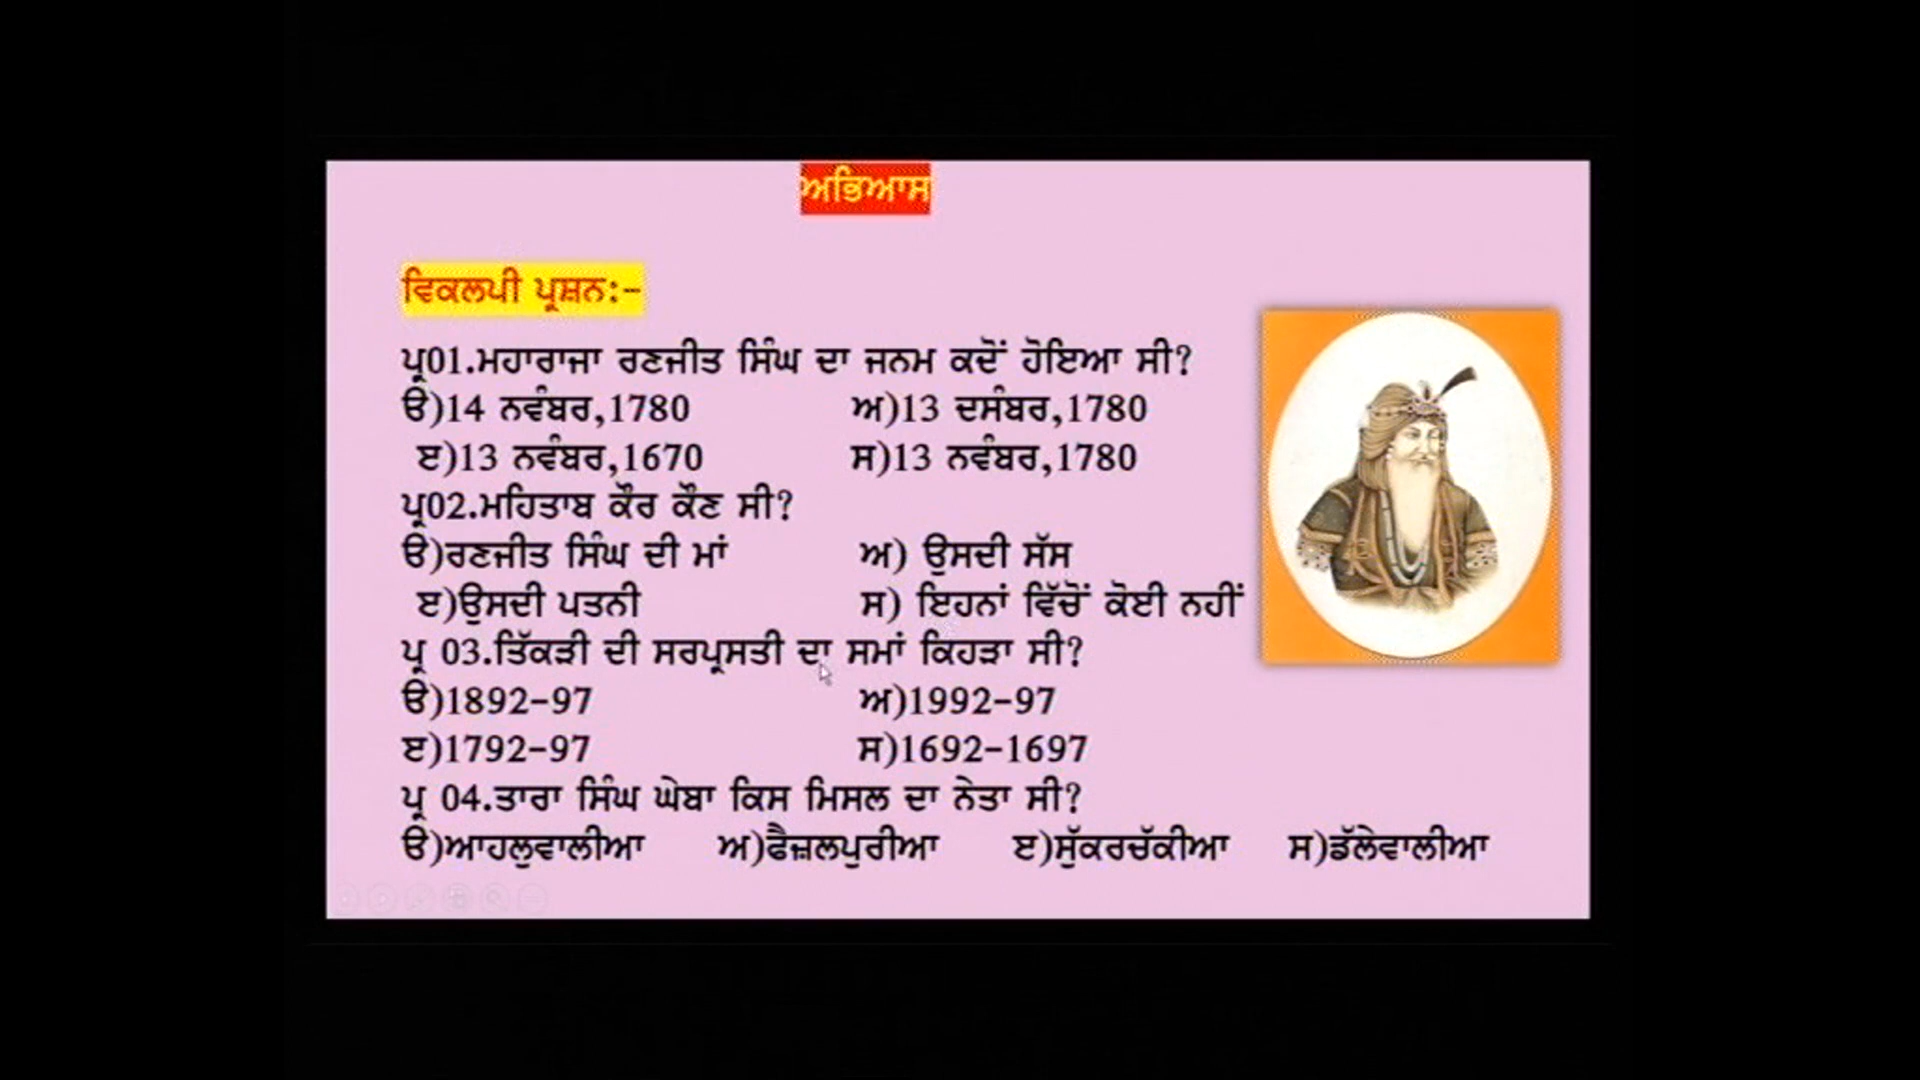 ਅਭਿਆਸ
ਵਿਕਲਪੀ ਪ੍ਰਸ਼ਨ:-
ਪ੍ਰ01.ਮਹਾਰਾਜਾ ਰਣਜੀਤ ਸਿੰਘ ਦਾ ਜਨਮ ਕਦੋਂ ਹੋਇਆ ਸੀ?
ੳ)14 ਨਵੰਬਰ,1780 ਅ)13 ਦਸੰਬਰ,1780
ੲ)13 ਨਵੰਬਰ,1670 ਸ)13 ਨਵੰਬਰ,1780
ਪ੍ਰ02.ਮਹਿਤਾਬ ਕੌਰ ਕੌਣ ਸੀ?
ੳ)ਰਣਜੀਤ ਸਿੰਘ ਦੀ ਮਾਂ ਅ) ਉਸਦੀ ਸੱਸ
ੲ)ਉਸਦੀ ਪਤਨੀ ਸ) ਇਹਨਾਂ ਵਿੱਚੋਂ ਕੋਈ ਨਹੀਂ
ਪ੍ਰ 03.ਤਿੱਕੜੀ ਦੀ ਸਰਪ੍ਰਸਤੀ ਦਾ ਸਮਾਂ ਕਿਹੜਾ ਸੀ?
ੳ)1892-97 ਅ)1992-97
ੲ)1792-97 ਸ)1692-1697
ਪ੍ਰ 04.ਤਾਰਾ ਸਿੰਘ ਘੇਬਾ ਕਿਸ ਮਿਸਲ ਦਾ ਨੇਤਾ ਸੀ?
ੳ)ਆਹਲੁਵਾਲੀਆ ਅ)ਫੈਜ਼ਲਪੁਰੀਆ ੲ)ਸੁੱਕਰਚੱਕੀਆ ਸ)ਡੱਲੇਵਾਲੀਆ